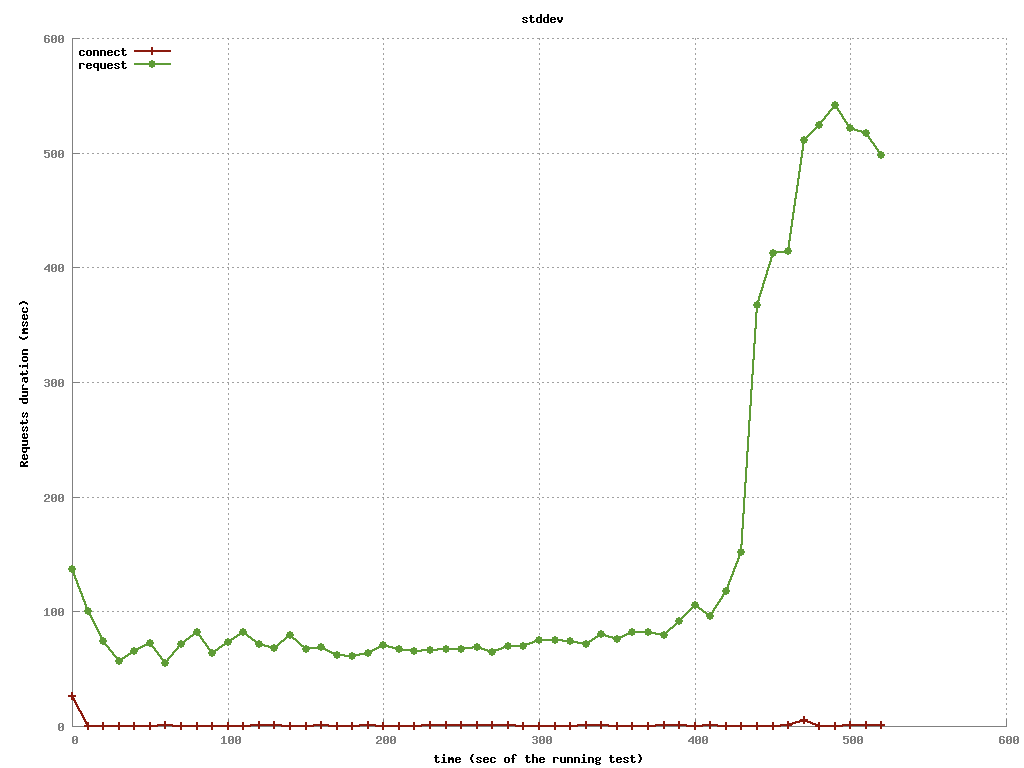 stddev
connect
request
600
500
400
300
200
100
0
Requests duration (msec)
0 100 200 300 400 500 600
time (sec of the running test)